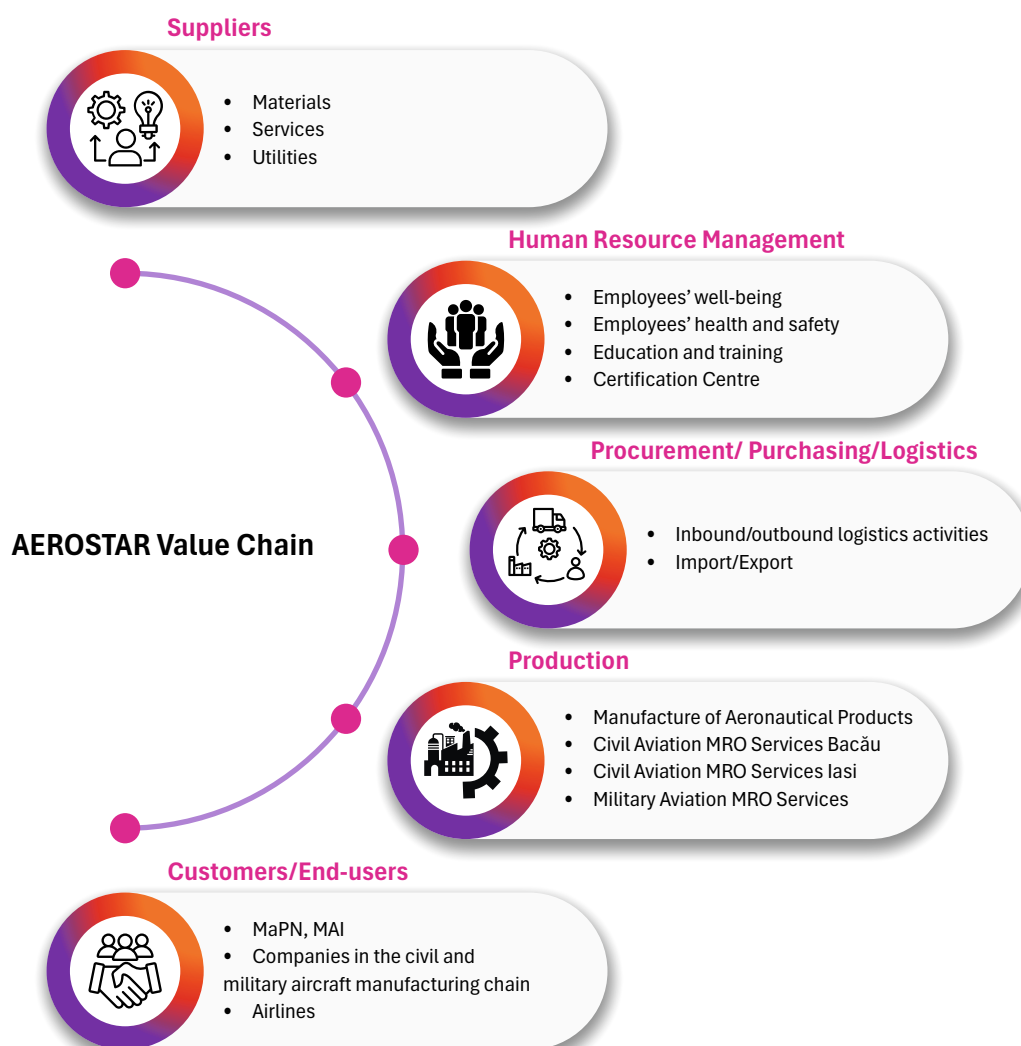 Suppliers
• Materials
• Services
• Utilities
Human Resource Management
• Employees' well-being
• Employees' health and safety
• Education and training
• Certification Centre
Procurement/ Purchasing/Logistics
• Inbound/outbound logistics activities
• Import/Export
AEROSTAR Value Chain
Production
• Manufacture of Aeronautical Products
• Civil Aviation MRO Services Bacău
• Civil Aviation MRO Services Iasi
• Military Aviation MRO Services
Customers/End-users
• MaPN, MAI
• Companies in the civil and
military aircraft manufacturing chain
• Airlines